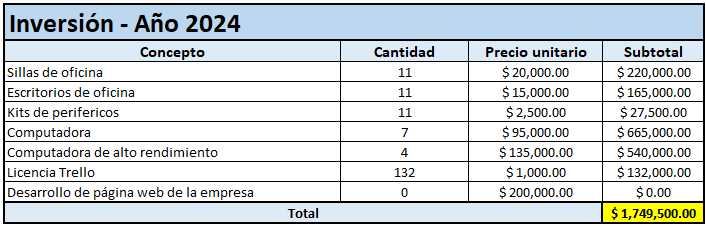 Inversión - Año 2024
Concepto Cantidad Precio unitario Subtotal
Sillas de oficina 11 $ 20,000.00 $ 220,000.00
Escritorios de oficina 11 $ 15,000.00 $ 165,000.00
Kits de perifericos 11 $ 2,500.00 $ 27,500.00
Computadora 7 $ 95,000.00 $ 665,000.00
Computadora de alto rendimiento 4 $ 135,000.00 $ 540,000.00
Licencia Trello 132 $ 1,000.00 $ 132,000.00
Desarrollo de página web de la empresa 0 $ 200,000.00 $ 0.00
Total $ 1,749,500.00